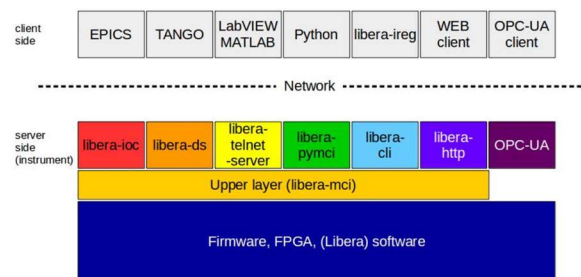 client
side
EPICS
TANGO
LabVIEW
MATLAB
Python
libera-ireg
WEB
client
OPC-UA
client
Network
server
side
(instrument)
libera-ioc
libera-ds
libera-
telnet
-server
libera-
pymci
libera-
cli
libera-
http
OPC-UA
Upper layer (libera-mci)
Firmware, FPGA, (Libera) software